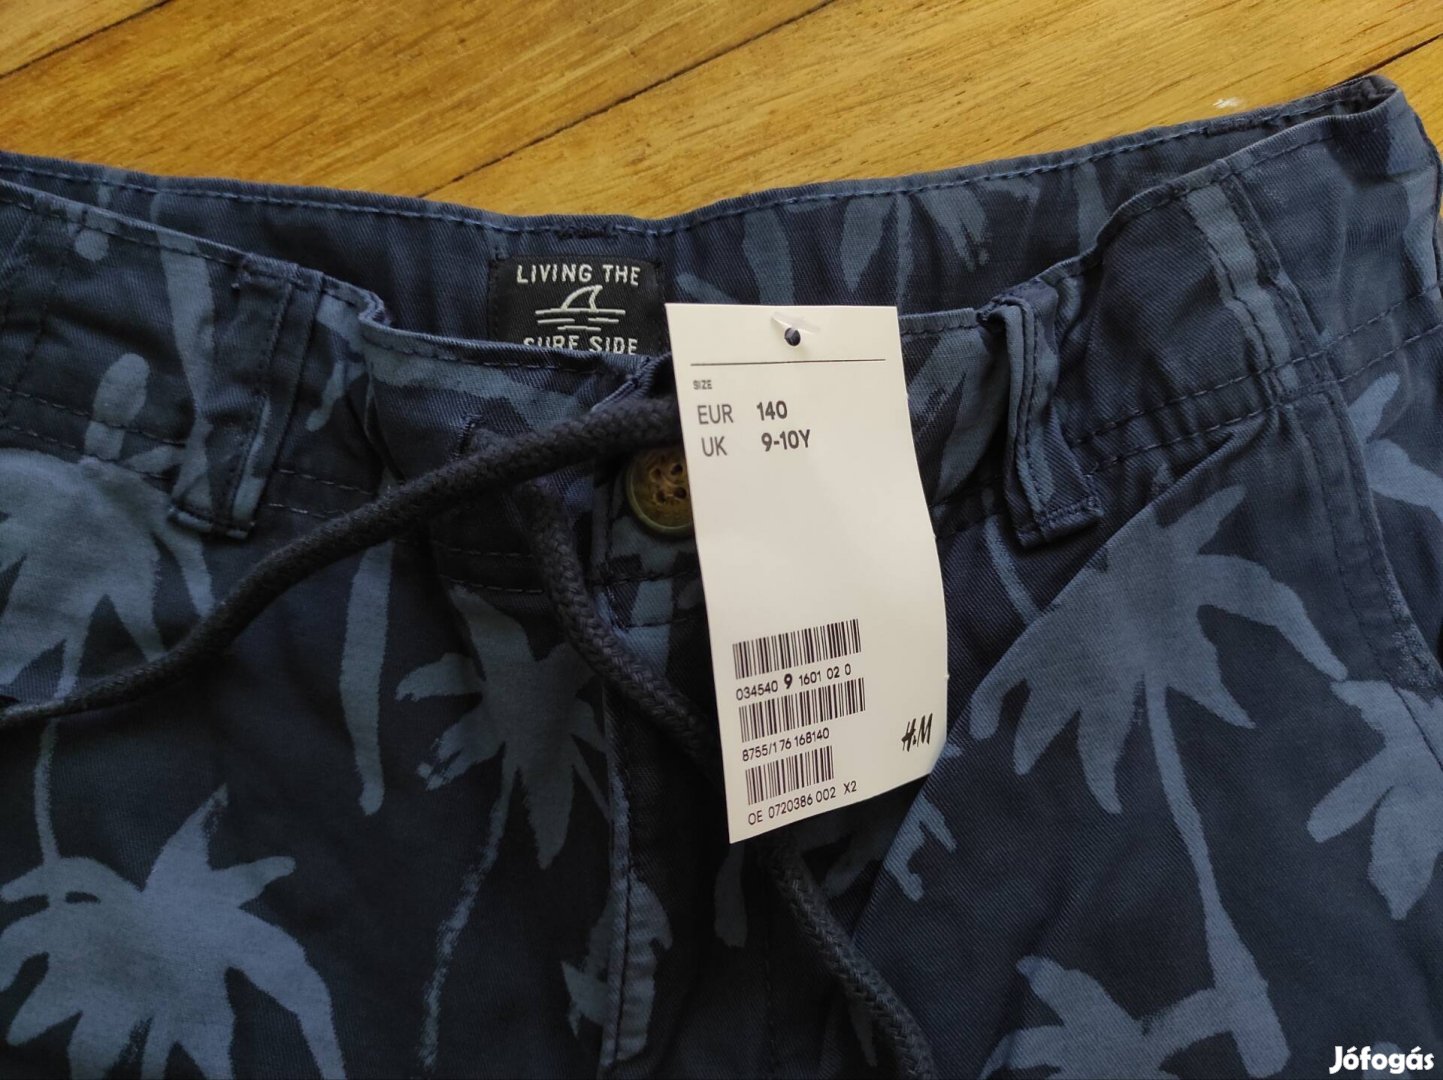 LIVING THE
SURF SIDE
SIZE
EUR 140
UK 9-10Y
034540 9 1601 02 0
8755/176 168140
OE 0720386 002 X2
H&M
Jófogás